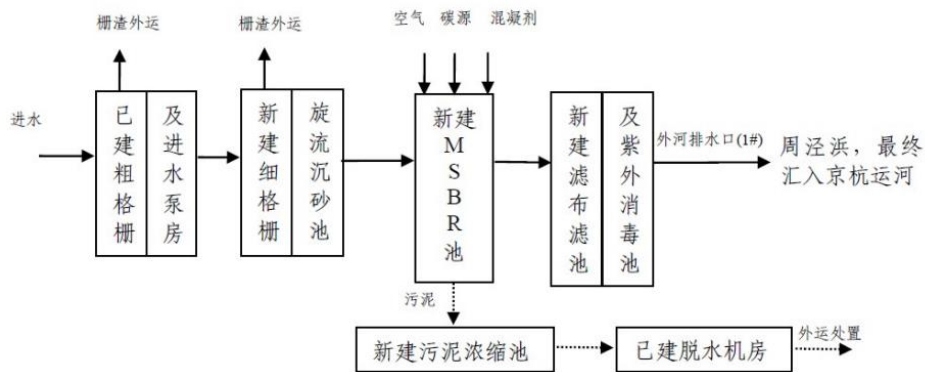 栅渣外运
栅渣外运
空气 碳源 混凝剂
进水
已建粗格栅
及进水泵房
新建细格栅
旋流沉砂池
新建MSBR池
新建滤布滤池
及紫外消毒池
外河排水口(1#)
周泾浜，最终
汇入京杭运河
污泥
新建污泥浓缩池
已建脱水机房
外运处置